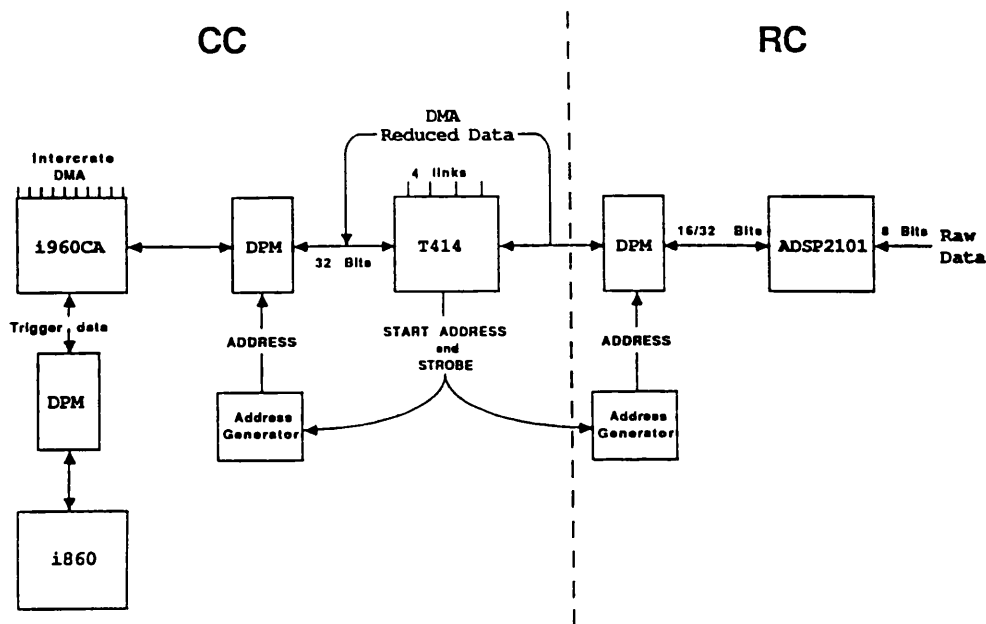 CC
RC
DMA
Reduced Data
Intercrate
DMA
4 links
i960CA
DPM
32 Bits
T414
DPM
16/32 Bits
ADSP2101
8 Bits
Raw
Data
Trigger data
ADDRESS
START ADDRESS
and
STROBE
ADDRESS
DPM
Address
Generator
Address
Generator
i860